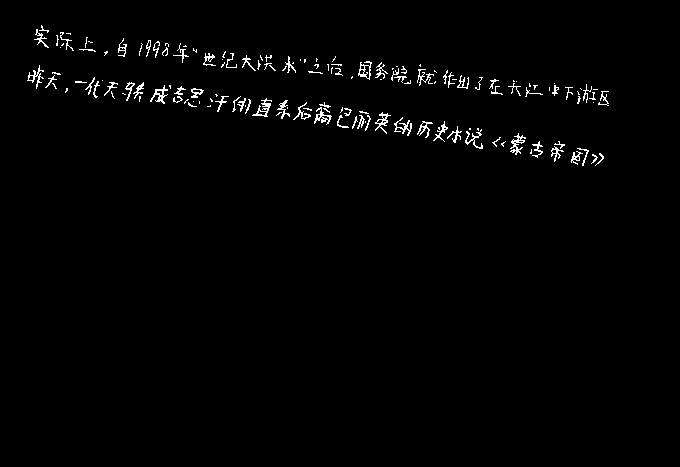 实际上，自1998年“世纪大洪水”之后，国务院就作出了在长江中下游区
昨天，一代天骄成吉思汗的直系后裔包丽英的历史小说《蒙古帝国》